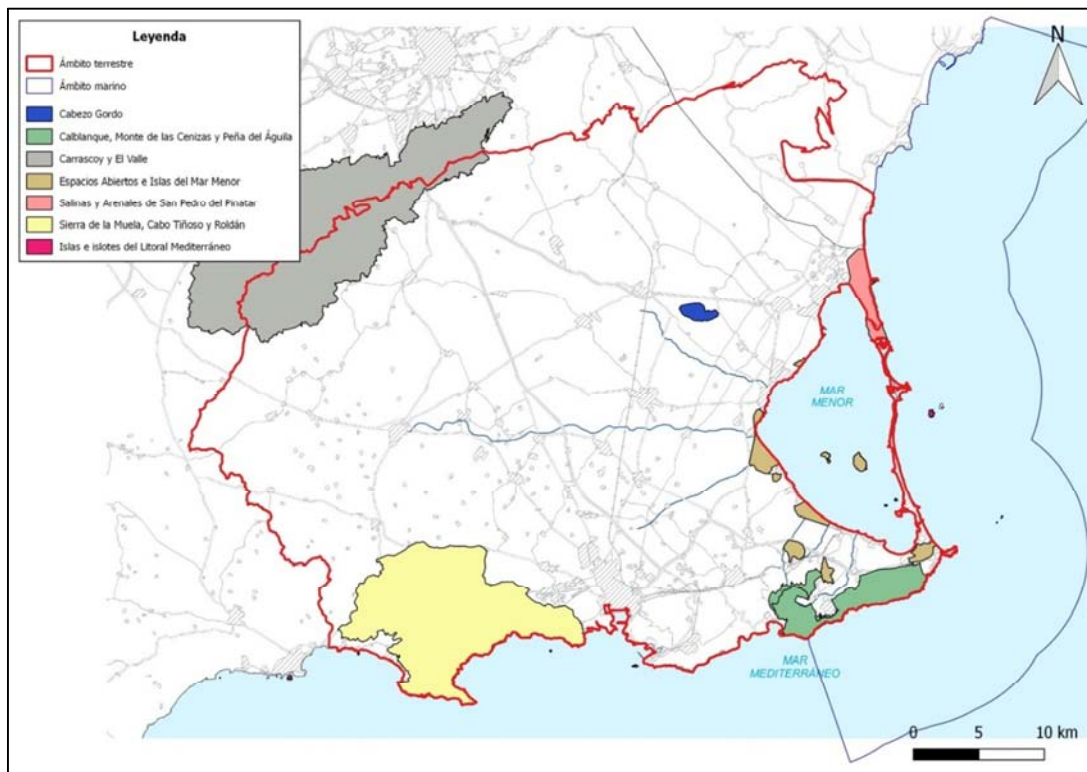 Leyenda
Ámbito terrestre
Ámbito marino
Cabezo Gordo
Calblanque, Monte de las Cenizas y Peña del Águila
Carrascoy y El Valle
Espacios Abiertos e Islas del Mar Menor
Salinas y Arenales de San Pedro del Pinatar
Sierra de la Muela, Cabo Tiñoso y Roldán
Islas e islotes del Litoral Mediterráneo
N
MAR
MENOR
MAR
MEDITERRÁNEO
0 5 10 km